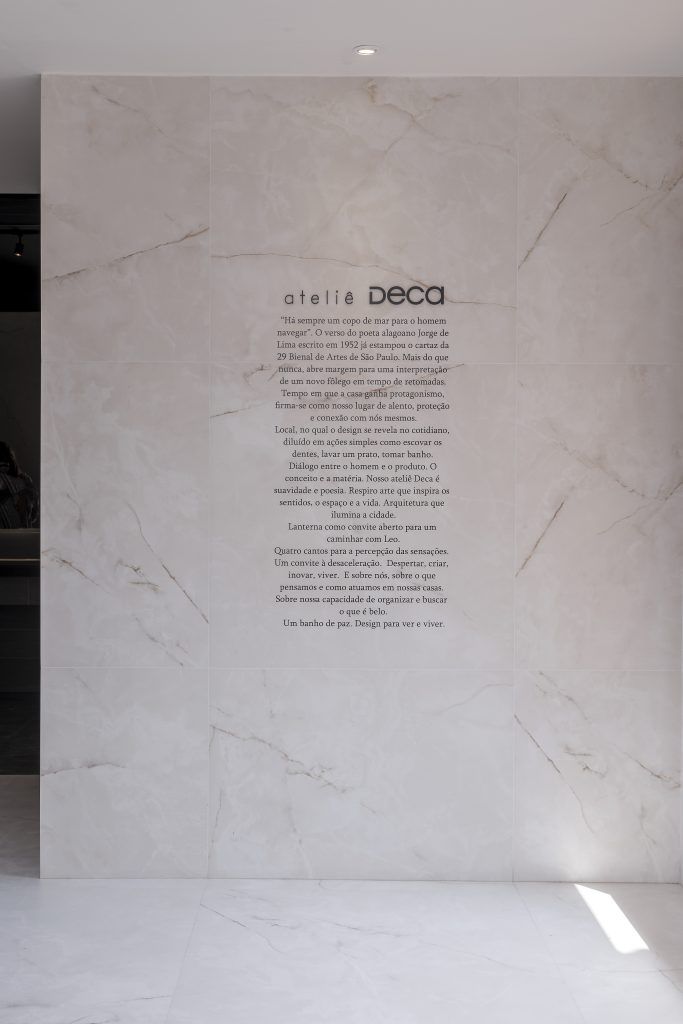 ateliê Deca
"Há sempre um copo de mar para o homem
navegar". O verso do poeta alagoano Jorge de
Lima escrito em 1952 já estampou o cartaz da
29 Bienal de Artes de São Paulo. Mais do que
nunca, abre margem para uma interpretação
de um novo fôlego em tempo de retomadas.
Tempo em que a casa ganha protagonismo,
firma-se como nosso lugar de alento, proteção
e conexão com nós mesmos.
Local, no qual o design se revela no cotidiano,
diluído em ações simples como escovar os
dentes, lavar um prato, tomar banho.
Diálogo entre o homem e o produto. O
conceito e a matéria. Nosso ateliê Deca é
suavidade e poesia. Respiro arte que inspira os
sentidos, o espaço e a vida. Arquitetura que
ilumina a cidade.
Lanterna como convite aberto para um
caminhar com Leo.
Quatro cantos para a percepção das sensações.
Um convite à desaceleração. Despertar, criar,
inovar, viver. E sobre nós, sobre o que
pensamos e como atuamos em nossas casas.
Sobre nossa capacidade de organizar e buscar
o que é belo.
Um banho de paz. Design para ver e viver.